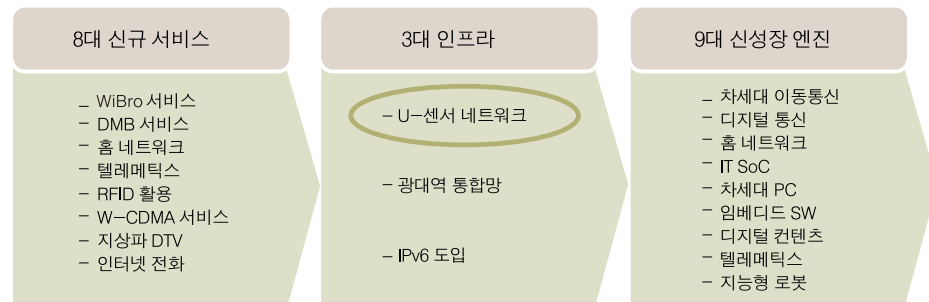 8대 신규 서비스
– WiBro 서비스
– DMB 서비스
– 홈 네트워크
– 텔레메틱스
– RFID 활용
– W-CDMA 서비스
– 지상파 DTV
– 인터넷 전화
3대 인프라
– U-센서 네트워크
– 광대역 통합망
– IPv6 도입
9대 신성장 엔진
– 차세대 이동통신
– 디지털 통신
– 홈 네트워크
– IT SoC
– 차세대 PC
– 임베디드 SW
– 디지털 컨텐츠
– 텔레메틱스
– 지능형 로봇